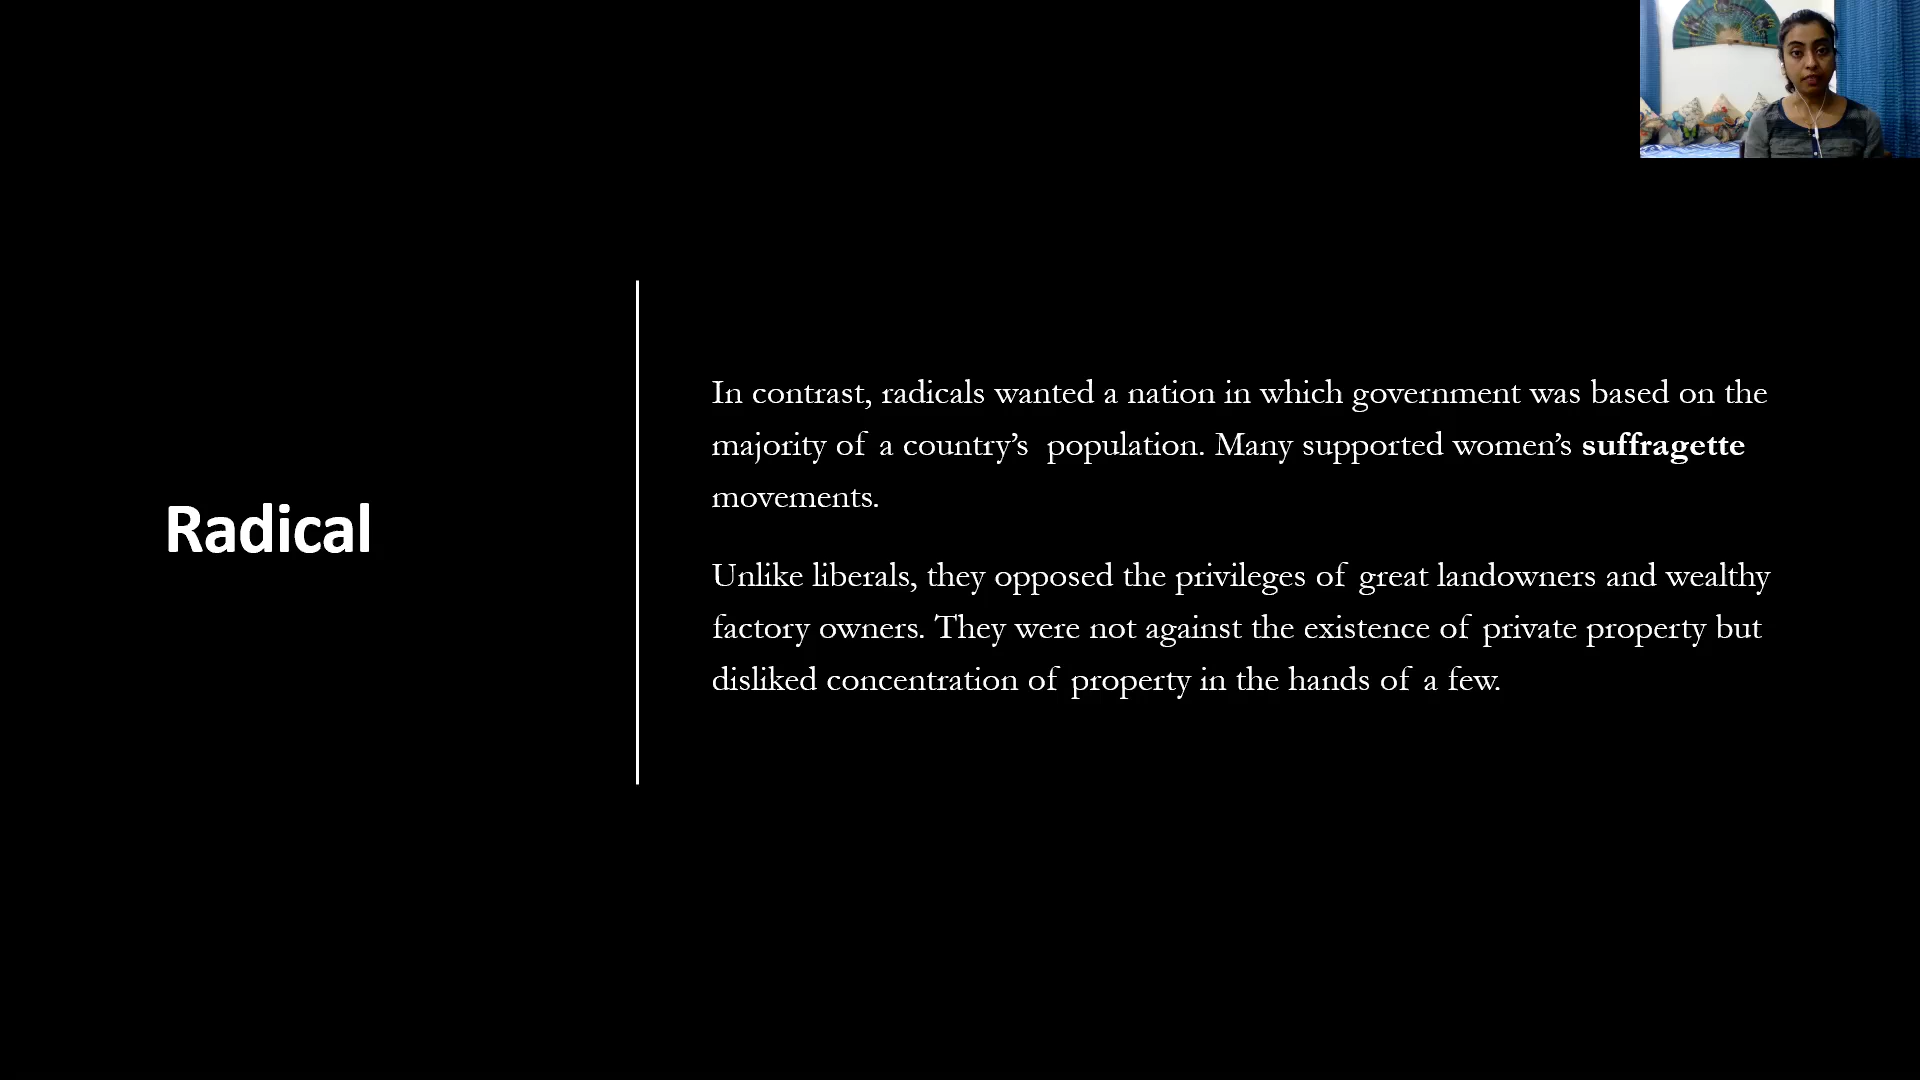 Radical
In contrast, radicals wanted a nation in which government was based on the
majority of a country’s population. Many supported women’s suffragette
movements.
Unlike liberals, they opposed the privileges of great landowners and wealthy
factory owners. They were not against the existence of private property but
disliked concentration of property in the hands of a few.